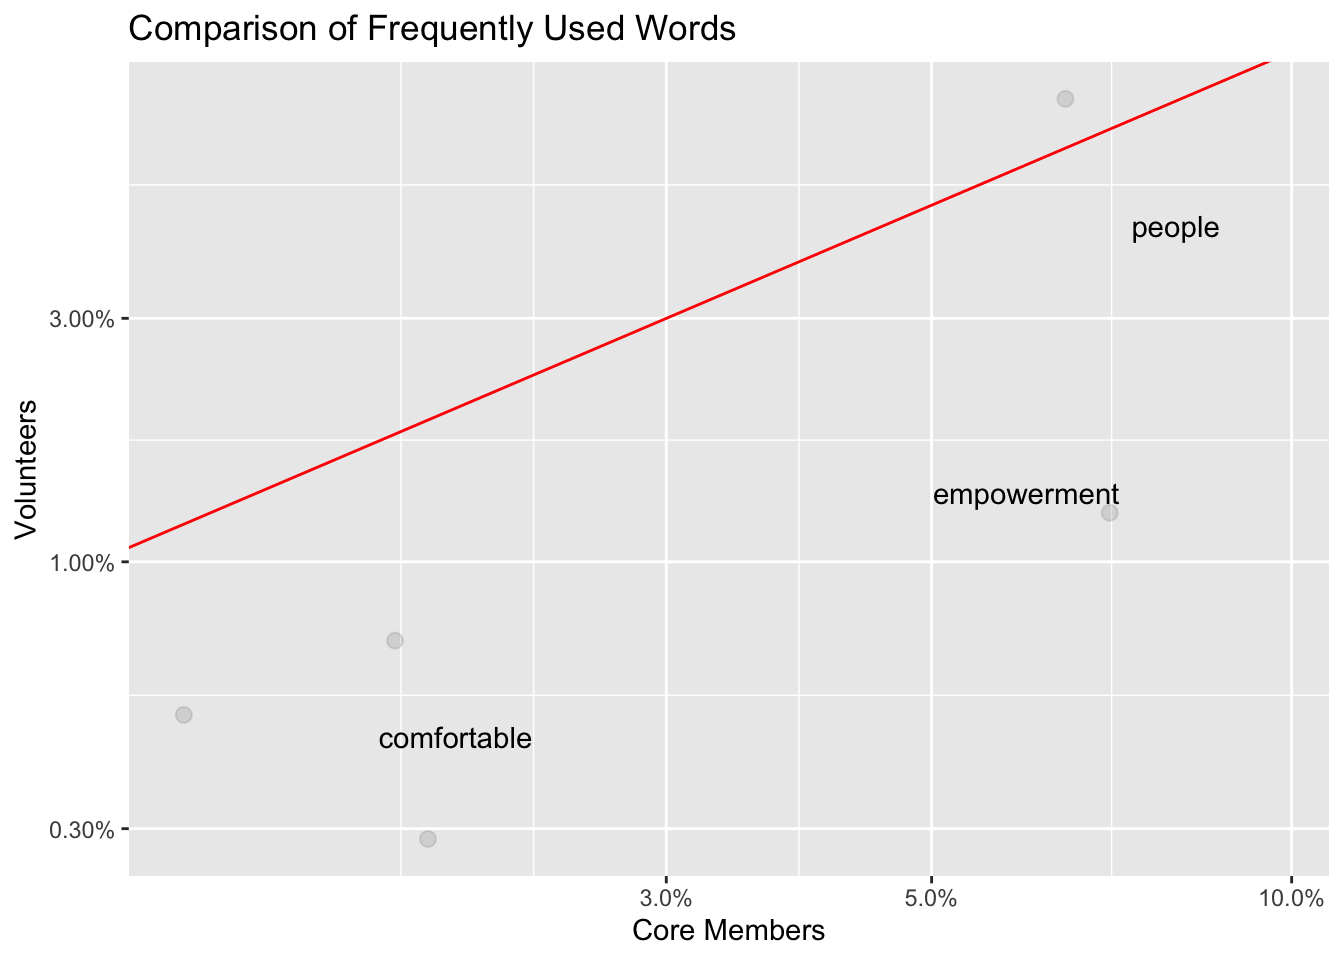 Comparison of Frequently Used Words
people
3.00%
empowerment
Volunteers
1.00%
comfortable
0.30%
3.0% 5.0% 10.0%
Core Members